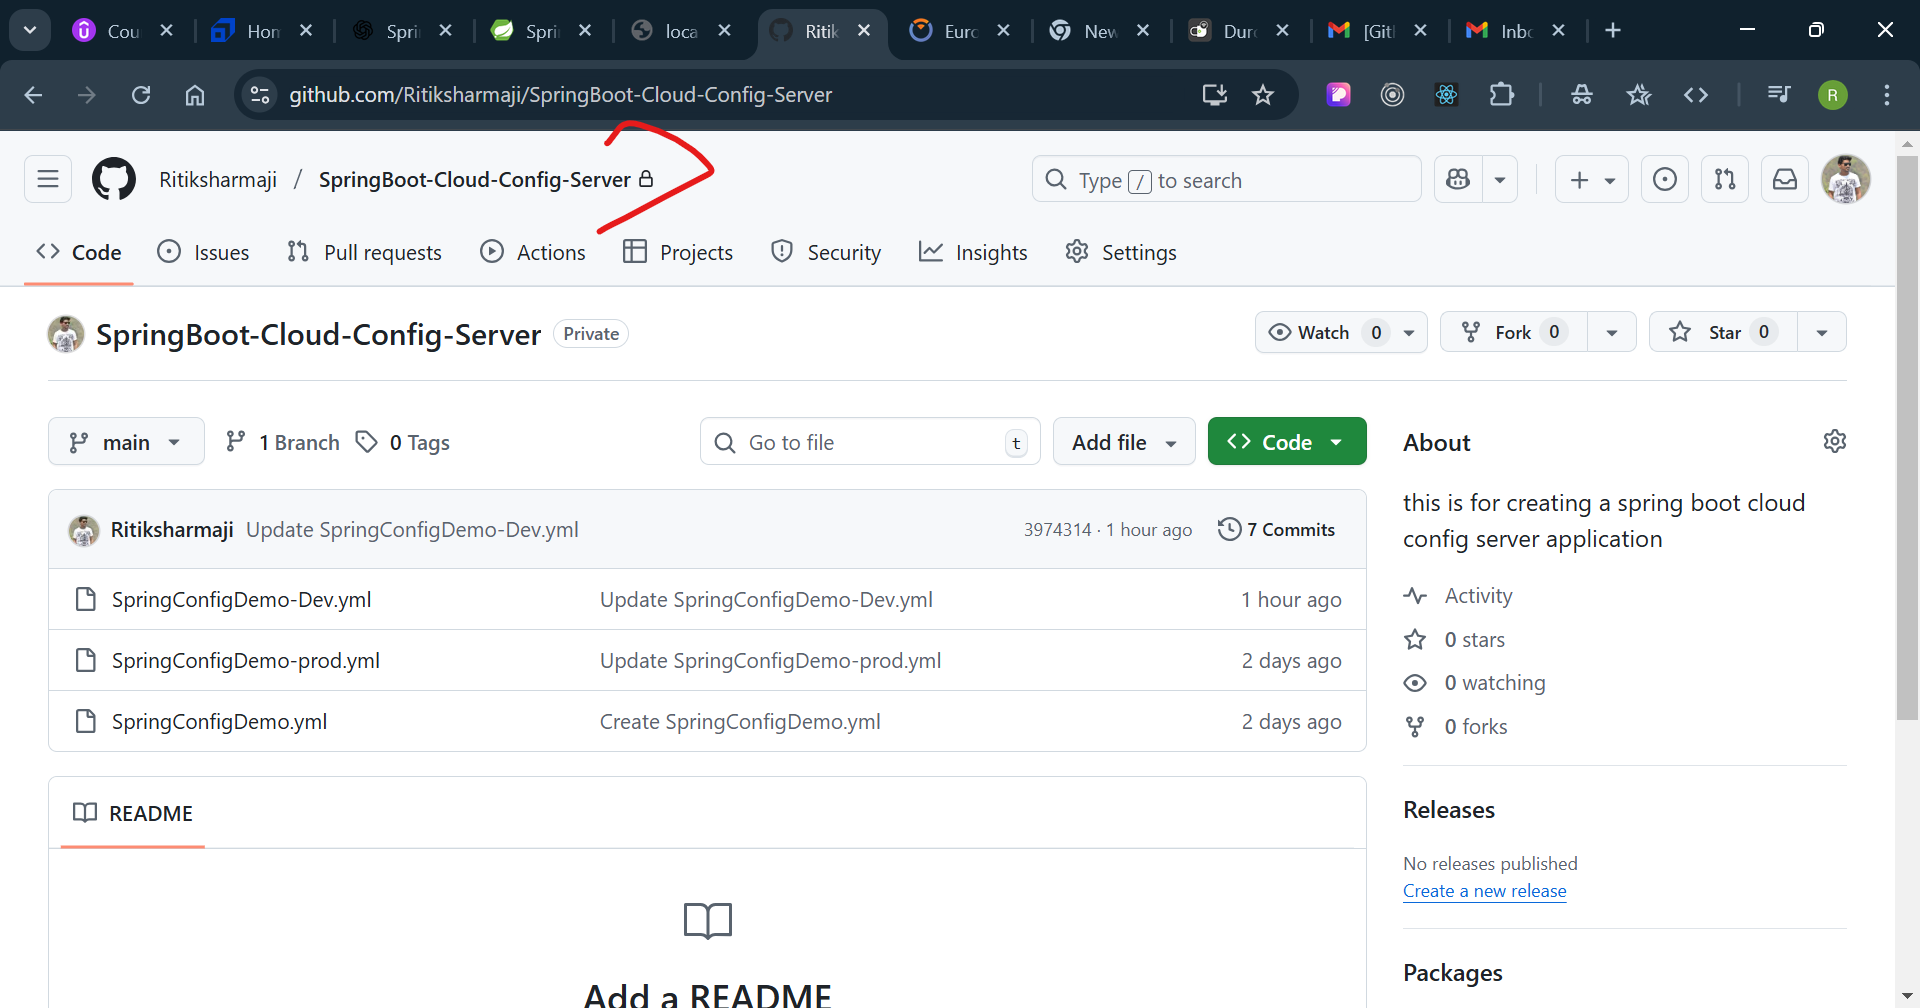 Cou
Hom
Sprin
Sprin
loca
Ritik
Euro
New
Dure
[Git
Inbo
github.com/Ritiksharmaji/SpringBoot-Cloud-Config-Server
R
Ritiksharmaji / SpringBoot-Cloud-Config-Server
Type / to search
Code
Issues
Pull requests
Actions
Projects
Security
Insights
Settings
SpringBoot-Cloud-Config-Server Private
Watch 0
Fork 0
Star 0
main
1 Branch
0 Tags
Go to file t
Add file
Code
Ritiksharmaji Update SpringConfigDemo-Dev.yml 3974314 · 1 hour ago 7 Commits
SpringConfigDemo-Dev.yml Update SpringConfigDemo-Dev.yml 1 hour ago
SpringConfigDemo-prod.yml Update SpringConfigDemo-prod.yml 2 days ago
SpringConfigDemo.yml Create SpringConfigDemo.yml 2 days ago
README
Add a README
About
this is for creating a spring boot cloud
config server application
Activity
0 stars
0 watching
0 forks
Releases
No releases published
Create a new release
Packages